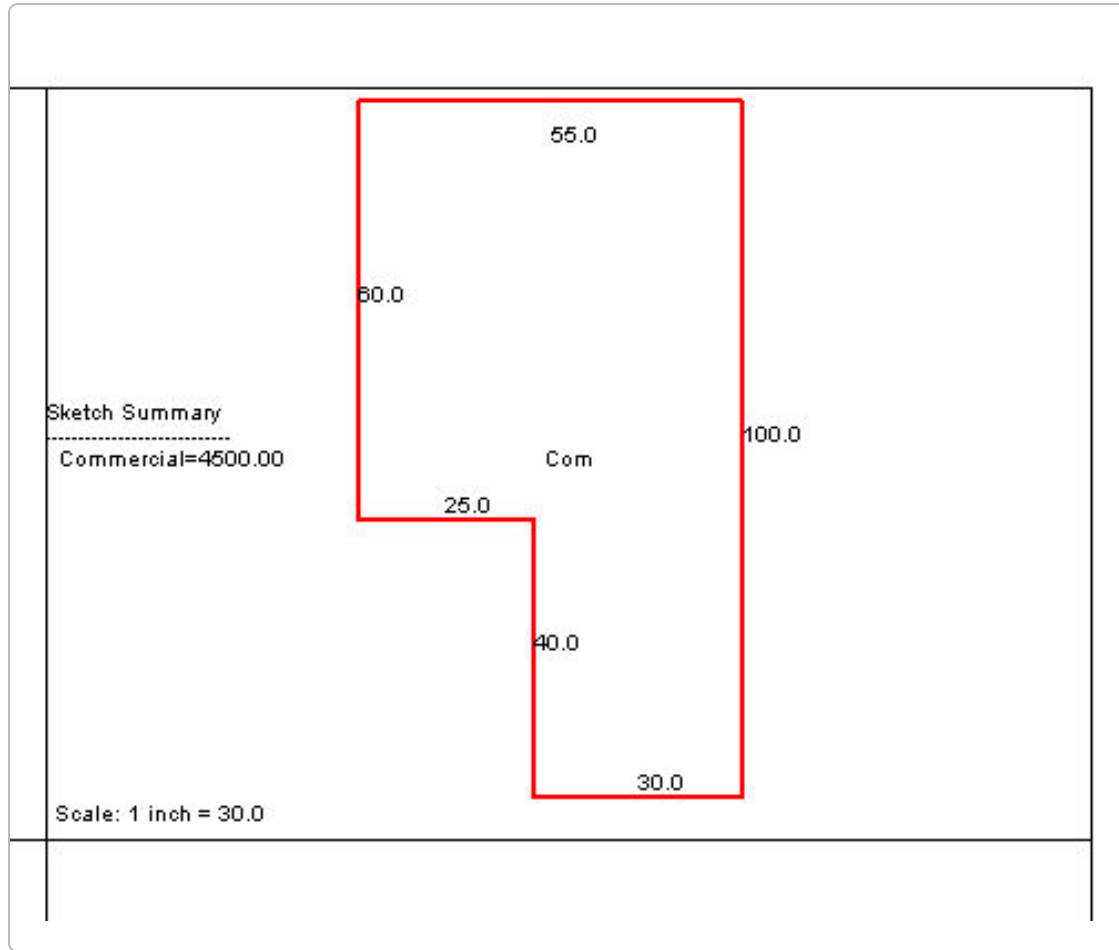 55.0
60.0
Sketch Summary
---------------------------
100.0
Commercial=4500.00
Com
25.0
40.0
30.0
Scale: 1 inch = 30.0